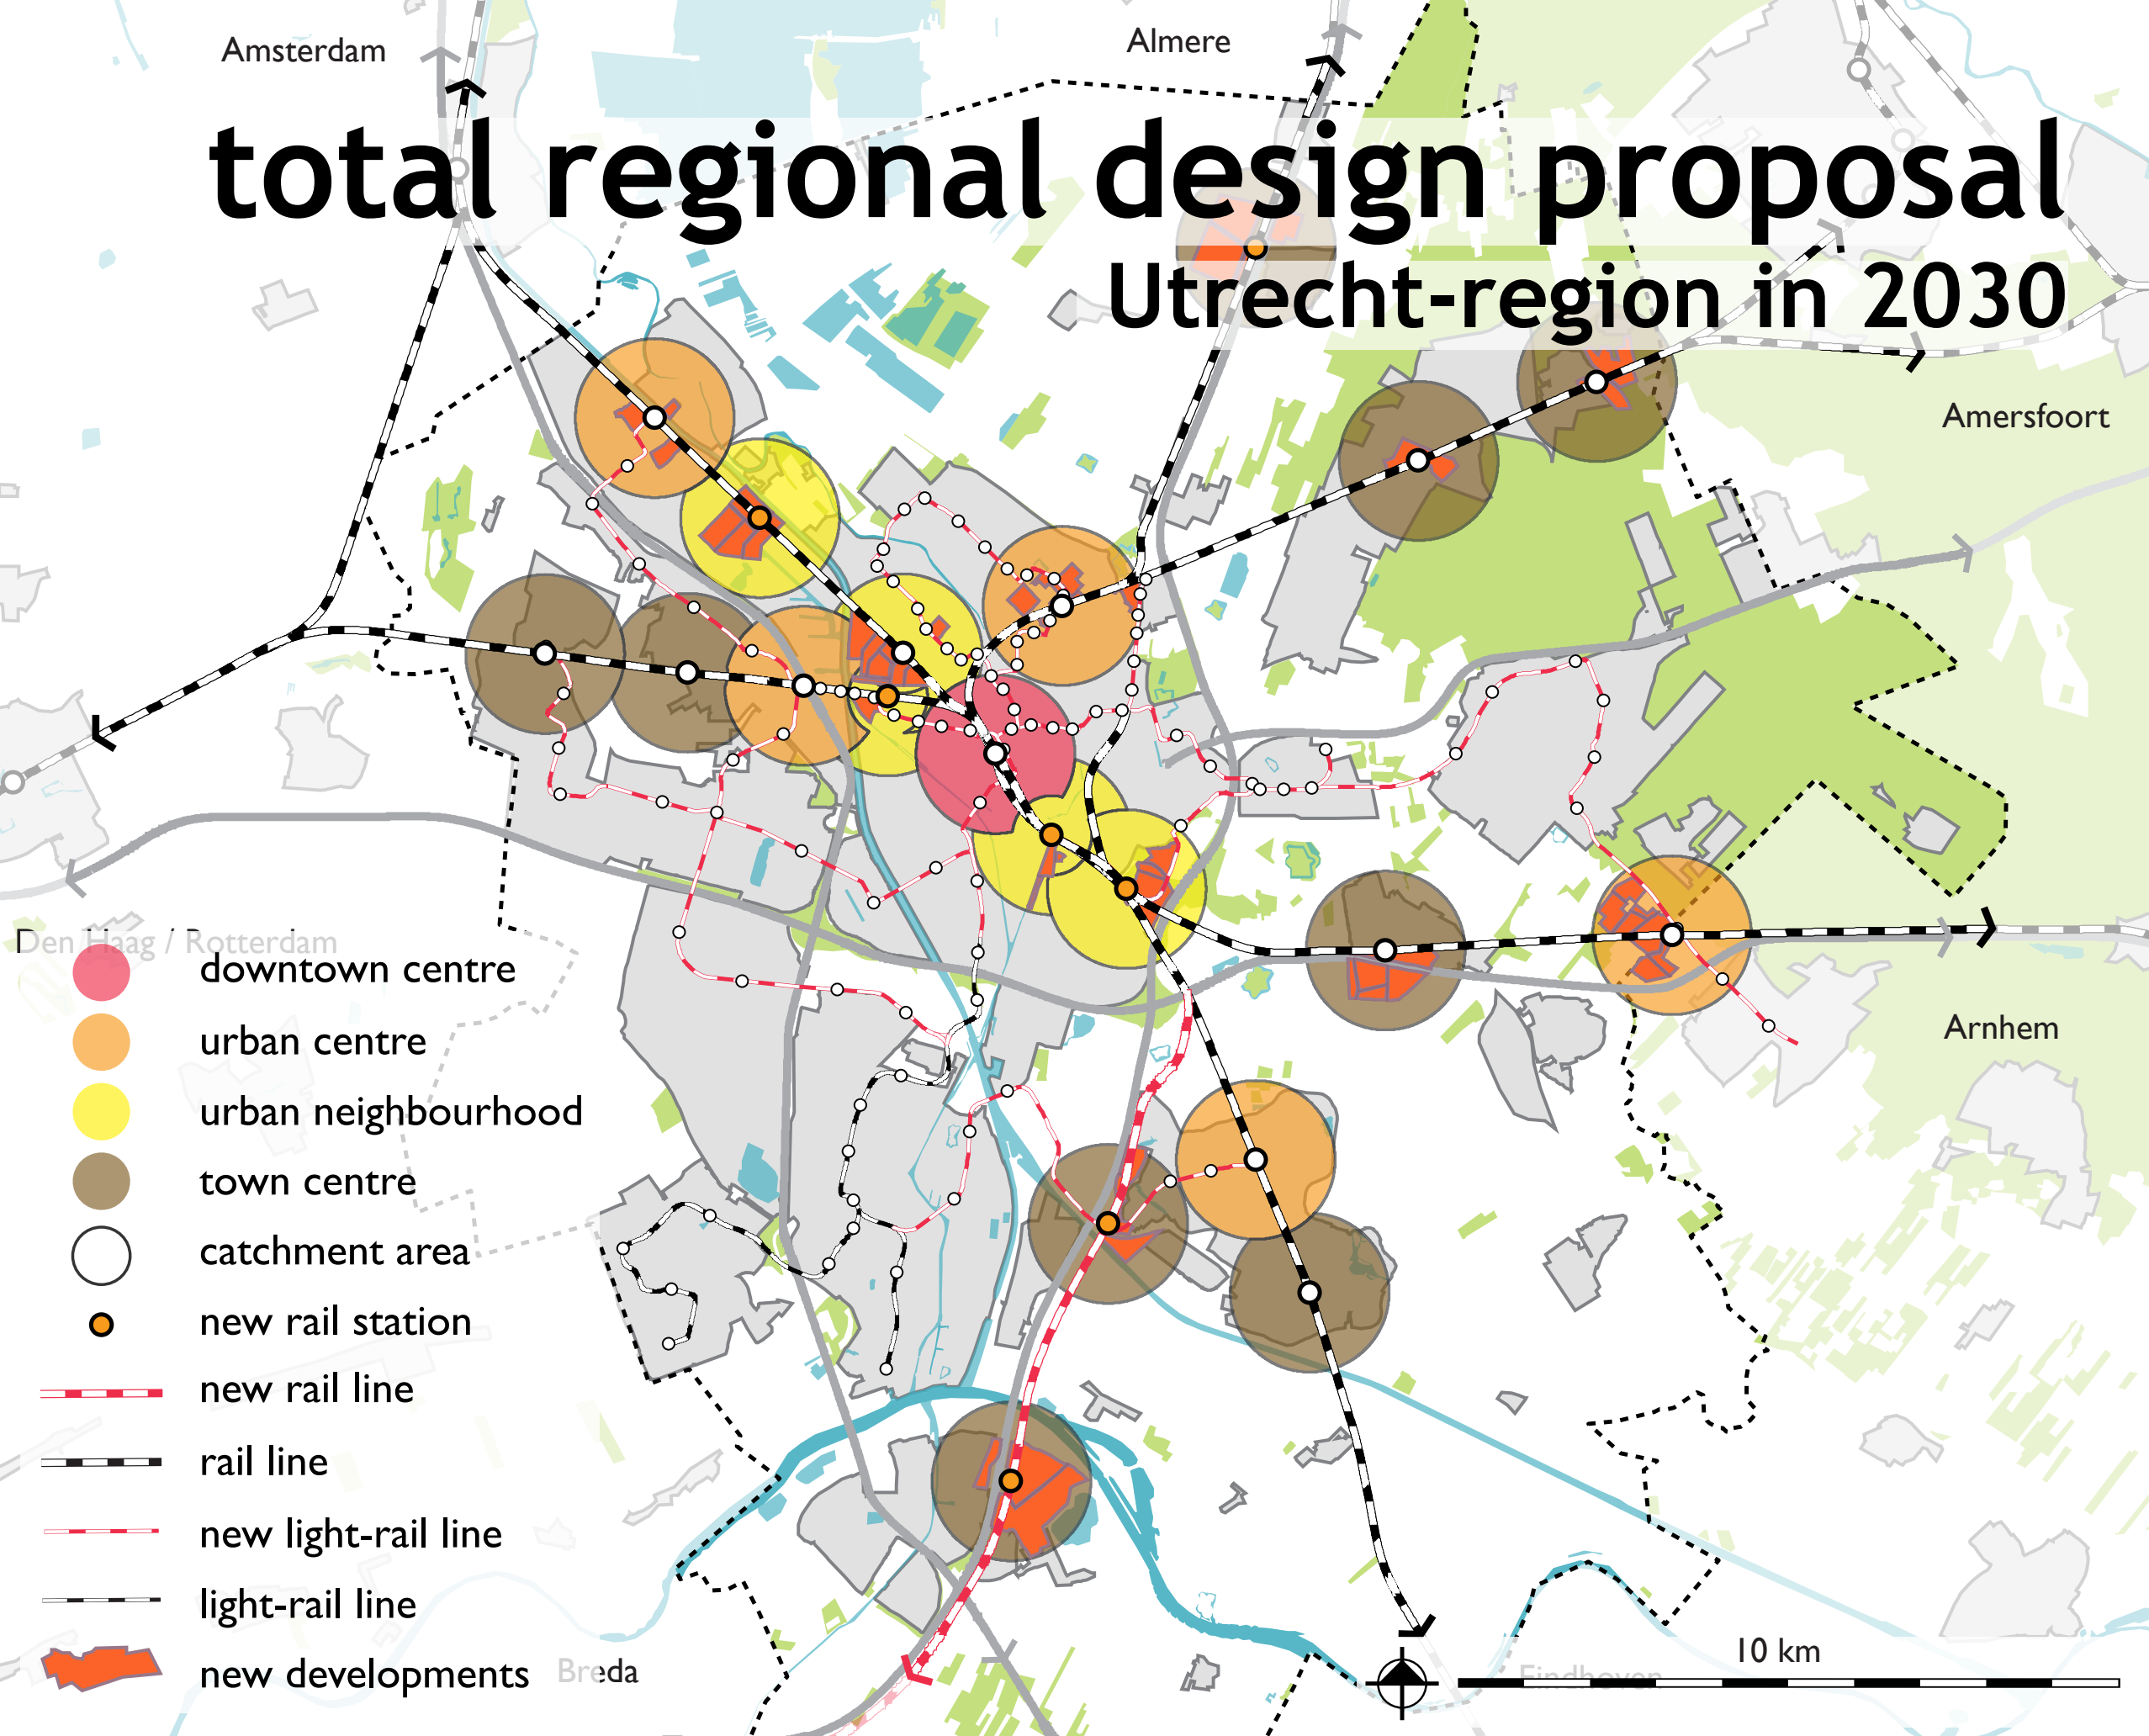 Amsterdam
Almere
total regional design proposal
Utrecht-region in 2030
Amersfoort
Den Haag / Rotterdam
downtown centre
urban centre
Arnhem
urban neighbourhood
town centre
catchment area
new rail station
new rail line
rail line
new light-rail line
light-rail line
new developments
Breda
10 km
Eindhoven